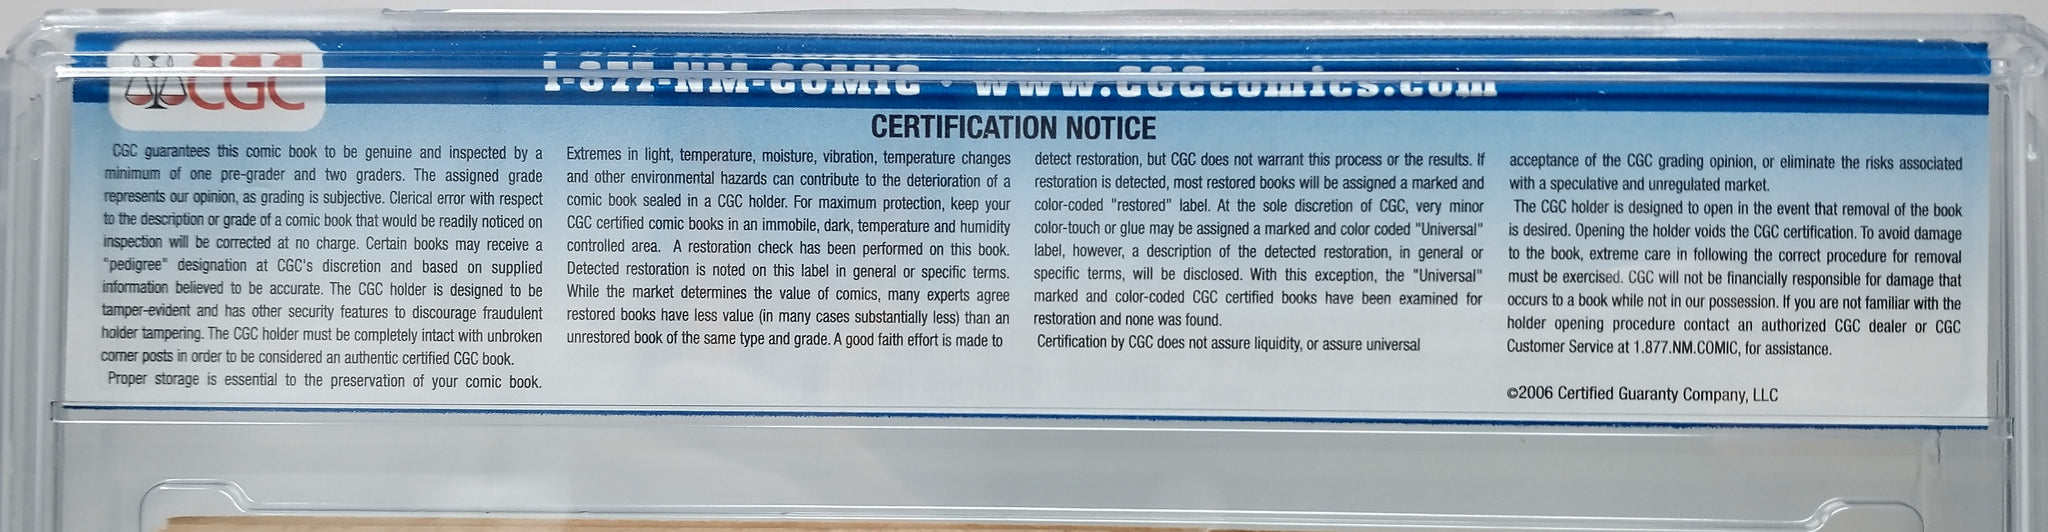 CGC
1-877-NM-COMIC · www.CGCcomics.com
CERTIFICATION NOTICE
CGC guarantees this comic book to be genuine and inspected by a
minimum of one pre-grader and two graders. The assigned grade
represents our opinion, as grading is subjective. Clerical error with respect
to the description or grade of a comic book that would be readily noticed on
inspection will be corrected at no charge. Certain books may receive a
"pedigree" designation at CGC's discretion and based on supplied
information believed to be accurate. The CGC holder is designed to be
tamper-evident and has other security features to discourage fraudulent
holder tampering. The CGC holder must be completely intact with unbroken
corner posts in order to be considered an authentic certified CGC book.
Proper storage is essential to the preservation of your comic book.
Extremes in light, temperature, moisture, vibration, temperature changes
and other environmental hazards can contribute to the deterioration of a
comic book sealed in a CGC holder. For maximum protection, keep your
CGC certified comic books in an immobile, dark, temperature and humidity
controlled area. A restoration check has been performed on this book.
Detected restoration is noted on this label in general or specific terms.
While the market determines the value of comics, many experts agree
restored books have less value (in many cases substantially less) than an
unrestored book of the same type and grade. A good faith effort is made to
detect restoration, but CGC does not warrant this process or the results. If
restoration is detected, most restored books will be assigned a marked and
color-coded "restored" label. At the sole discretion of CGC, very minor
color-touch or glue may be assigned a marked and color coded "Universal"
label, however, a description of the detected restoration, in general or
specific terms, will be disclosed. With this exception, the "Universal"
marked and color-coded CGC certified books have been examined for
restoration and none was found.
Certification by CGC does not assure liquidity, or assure universal
acceptance of the CGC grading opinion, or eliminate the risks associated
with a speculative and unregulated market.
The CGC holder is designed to open in the event that removal of the book
is desired. Opening the holder voids the CGC certification. To avoid damage
to the book, extreme care in following the correct procedure for removal
must be exercised. CGC will not be financially responsible for damage that
occurs to a book while not in our possession. If you are not familiar with the
holder opening procedure contact an authorized CGC dealer or CGC
Customer Service at 1.877.NM.COMIC, for assistance.
©2006 Certified Guaranty Company, LLC